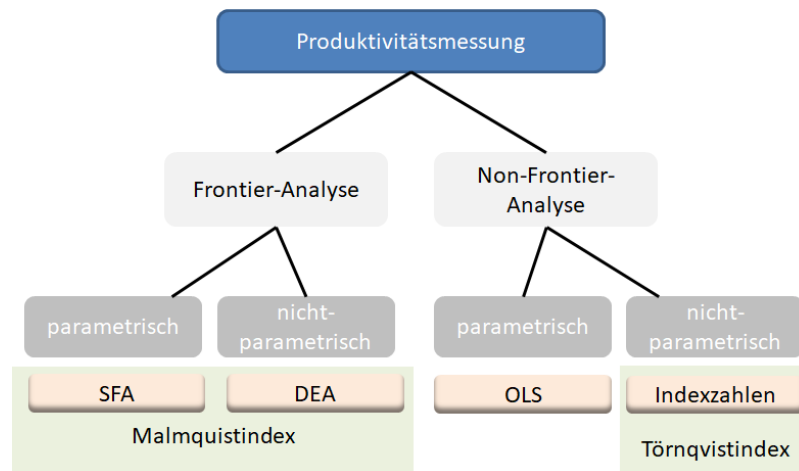 Produktivitätsmessung
Frontier-Analyse
Non-Frontier-
Analyse
parametrisch
nicht-
parametrisch
parametrisch
nicht-
parametrisch
SFA
DEA
OLS
Indexzahlen
Malmquistindex
Törnqvistindex